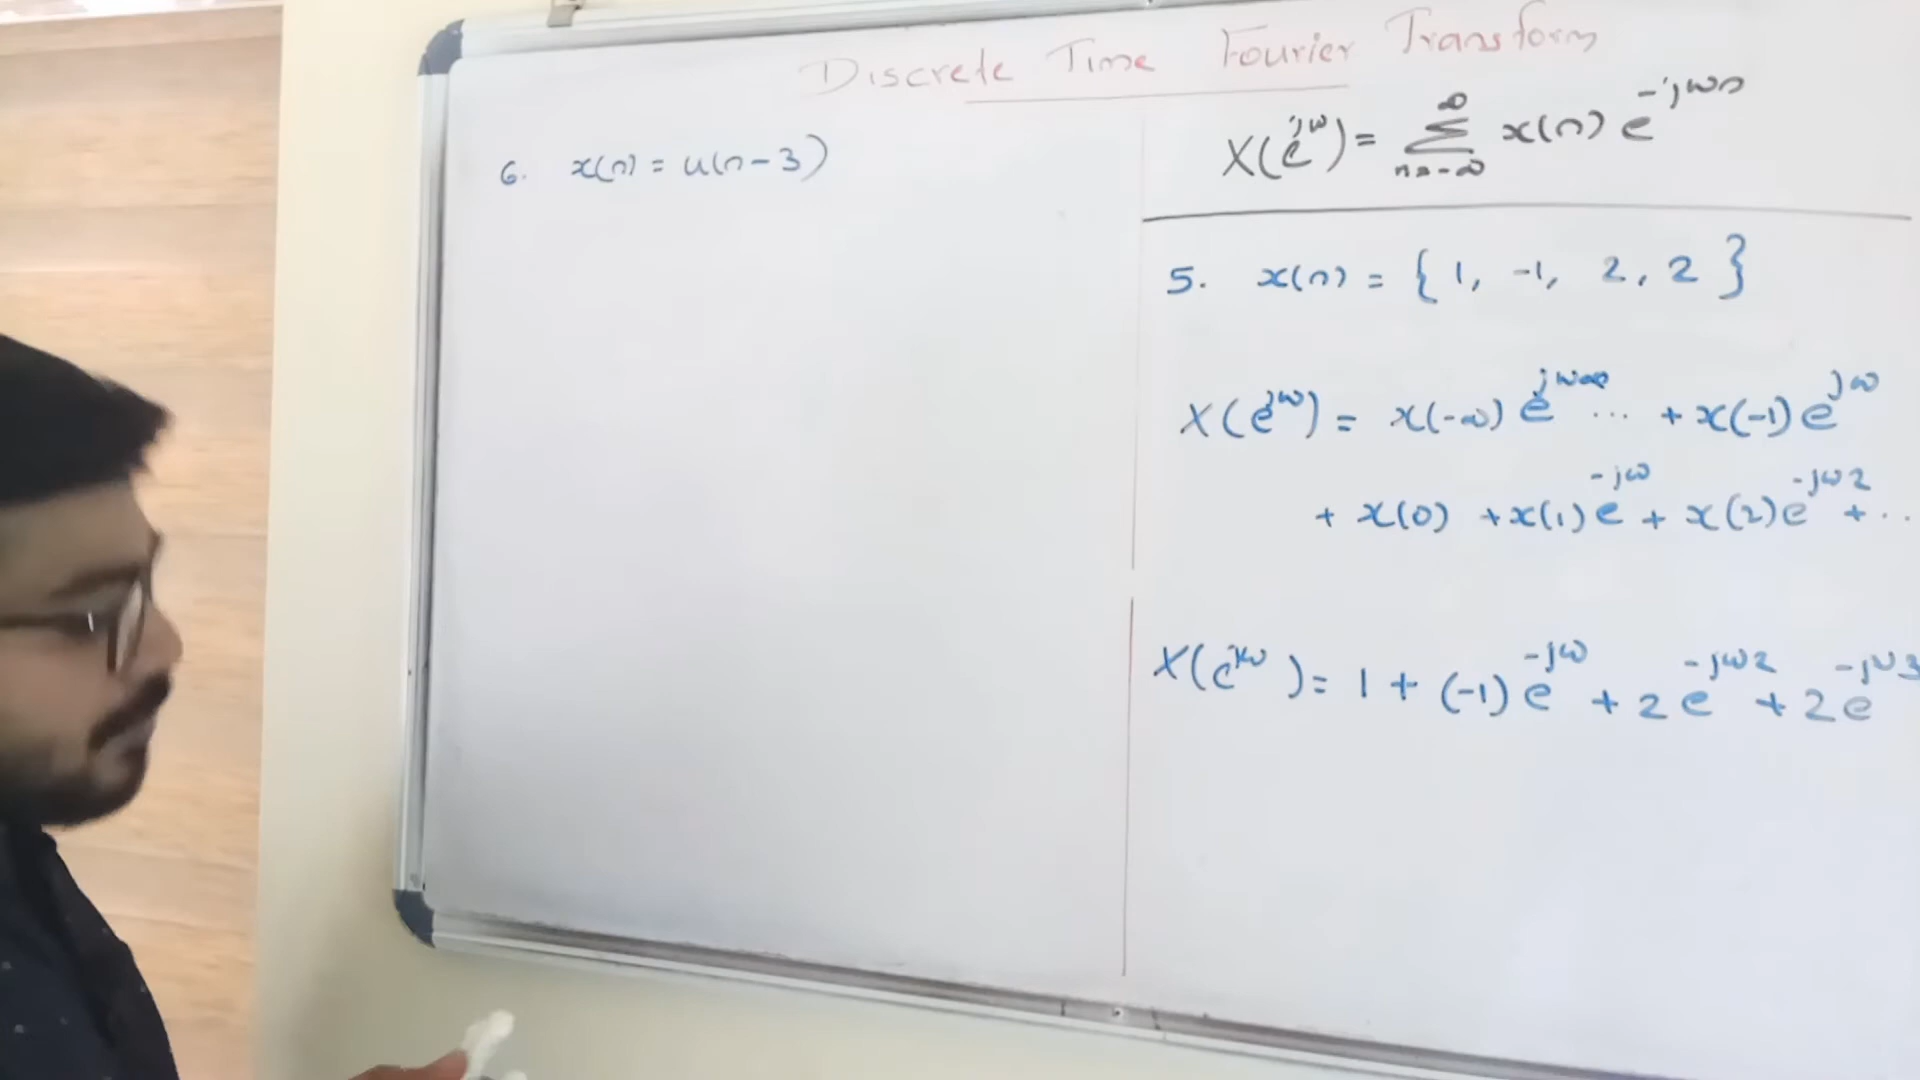 Discrete Time Fourier Transform
X(e^jω) = ∞ Σ n=-∞ x(n) e^-jωn
6. x(n) = u(n-3)
5. x(n) = { 1, -1, 2, 2 }
X(e^jω) = x(-∞) e^jω∞ ... + x(-1) e^jω
+ x(0) + x(1) e^-jω + x(2) e^-jω2 + ..
X(e^jω) = 1 + (-1) e^-jω + 2 e^-jω2 + 2 e^-jω3